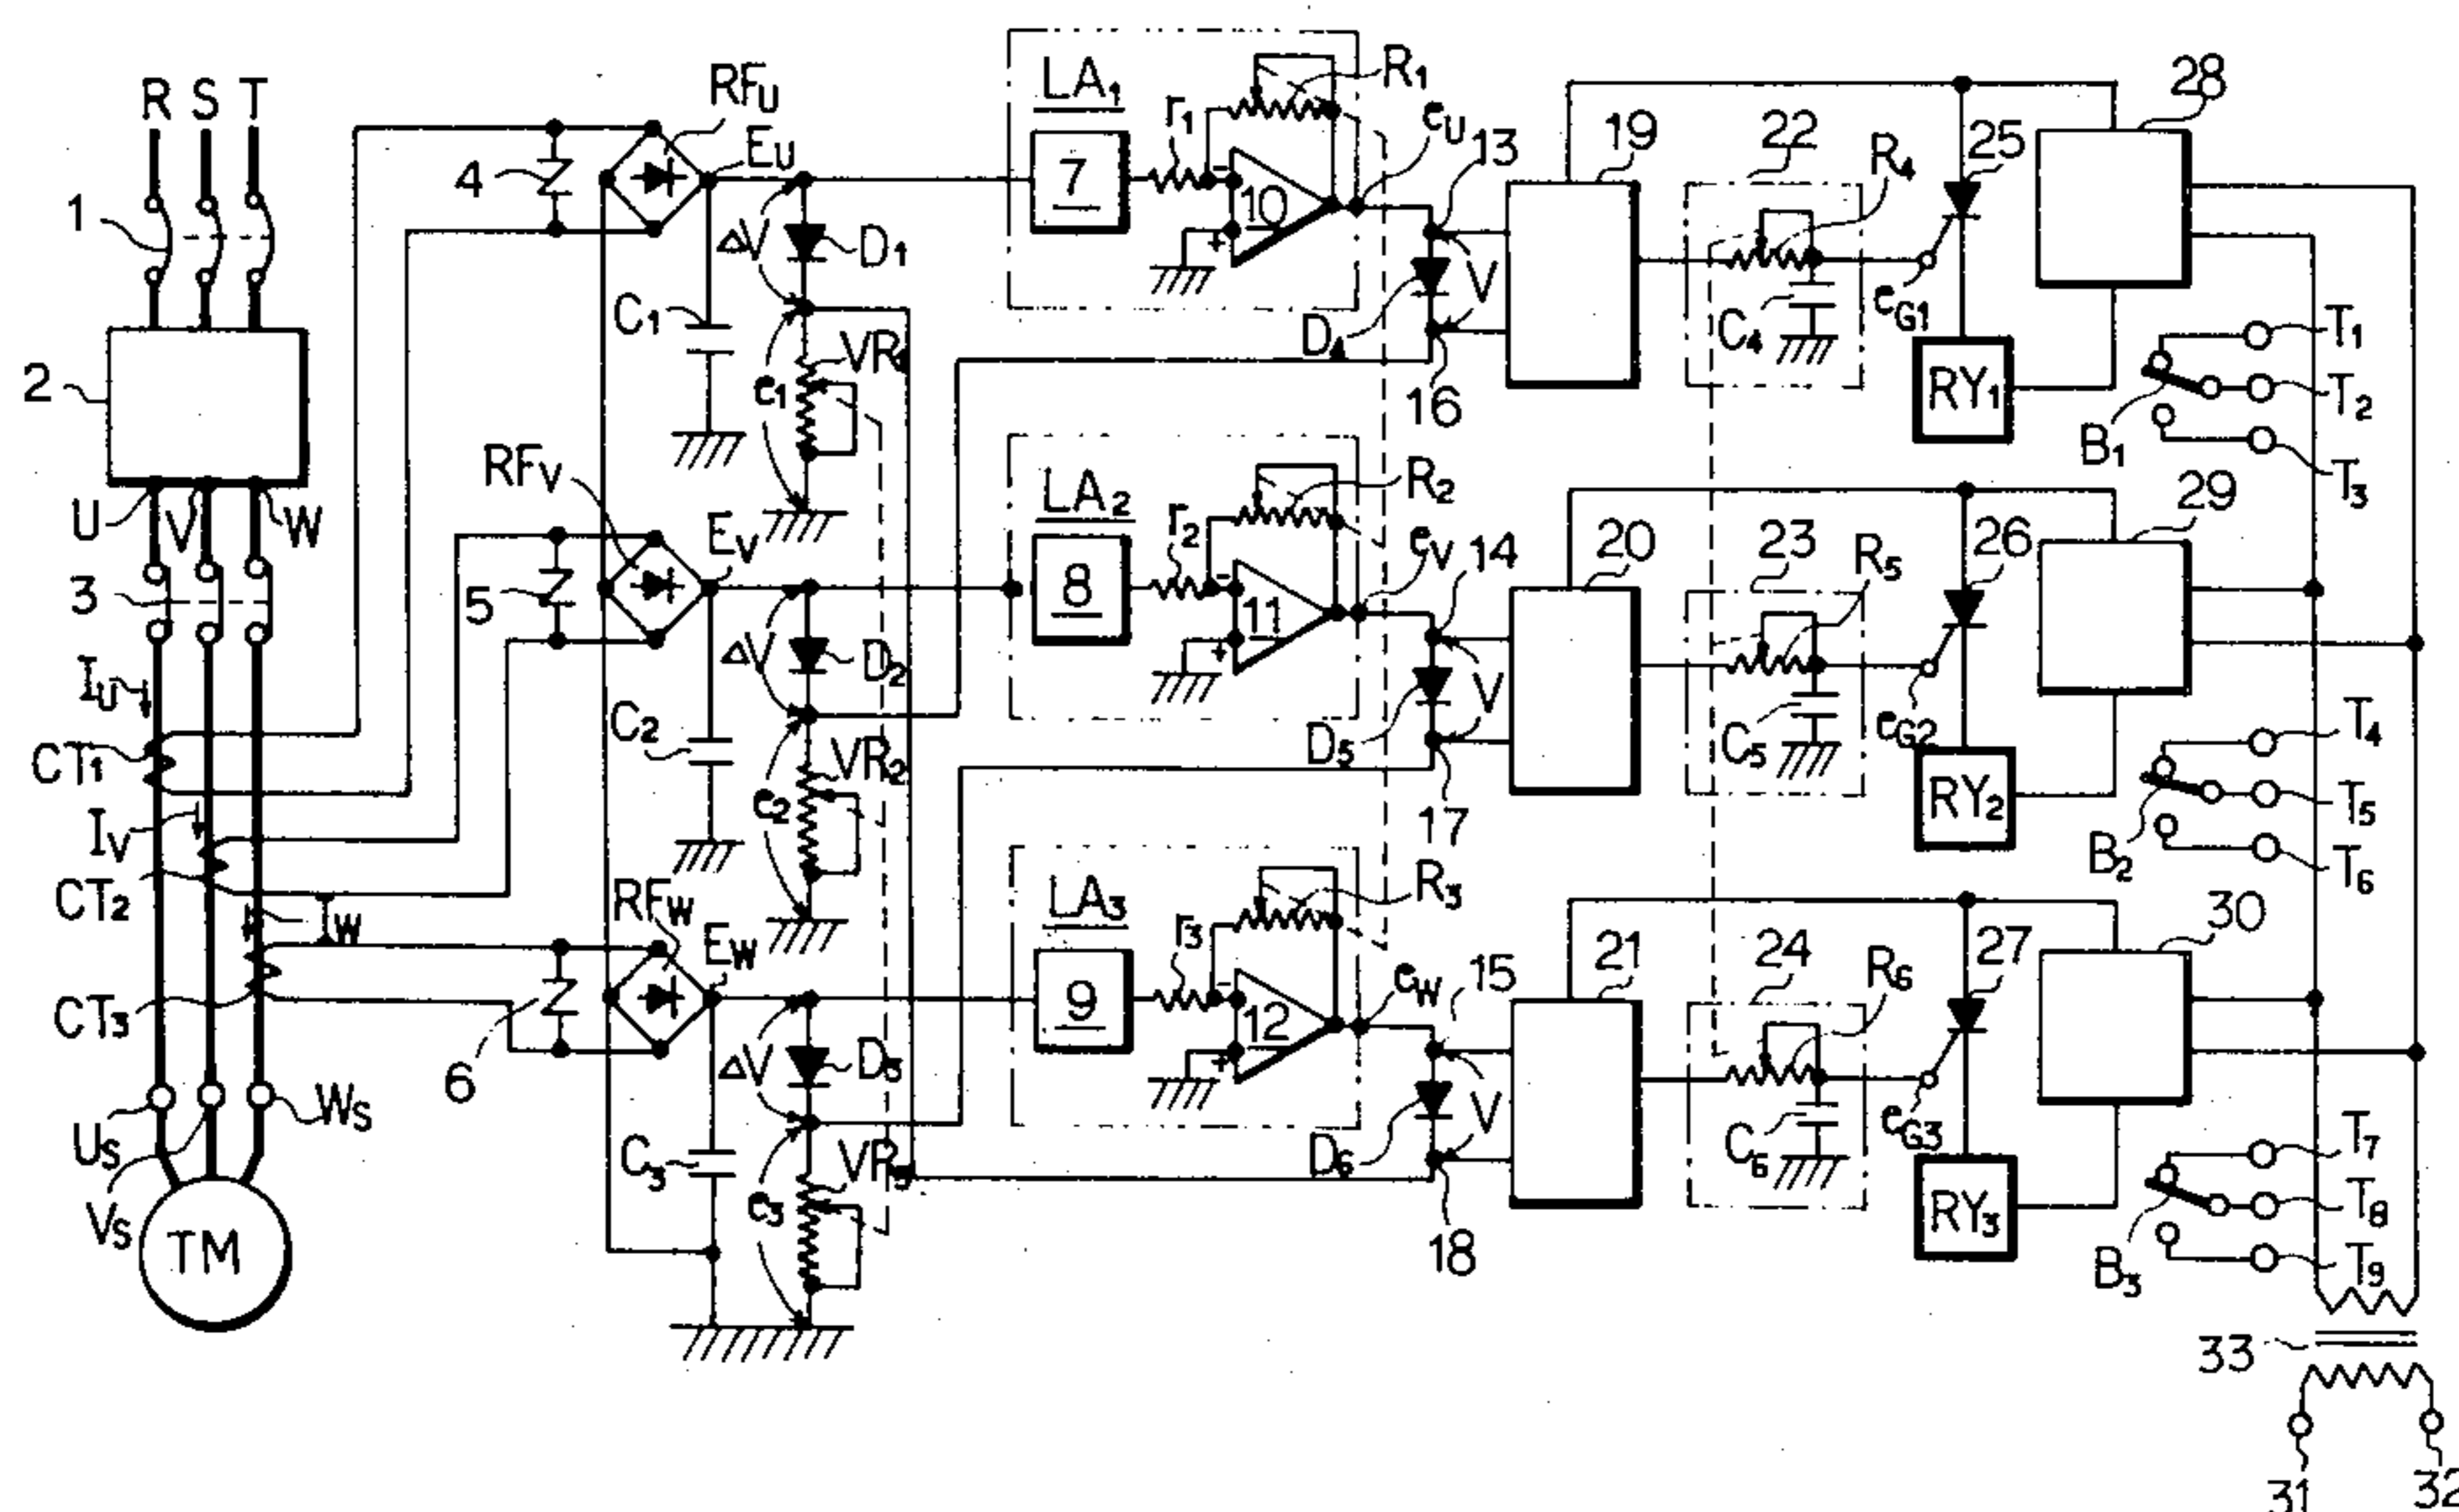 R S T
1
2
U V W
3
IU
CT1
IV
CT2
IW
CT3
US
VS
WS
TM
4
RFU
EU
C1
ΔV
D1
e1
VR1
5
RFV
EV
C2
ΔV
D2
e2
VR2
6
RFW
EW
C3
ΔV
D3
e3
VR3
LA1
7
r1
R1
10
-
+
eU
13
V
D4
16
LA2
8
r2
R2
11
-
+
eV
14
V
D5
17
LA3
9
r3
R3
12
-
+
eW
15
V
D6
18
19
22
R4
C4
eG1
25
RY1
28
B1
T1
T2
T3
20
23
R5
C5
eG2
26
RY2
29
B2
T4
T5
T6
21
24
R6
C6
eG3
27
RY3
30
B3
T7
T8
T9
33
31
32